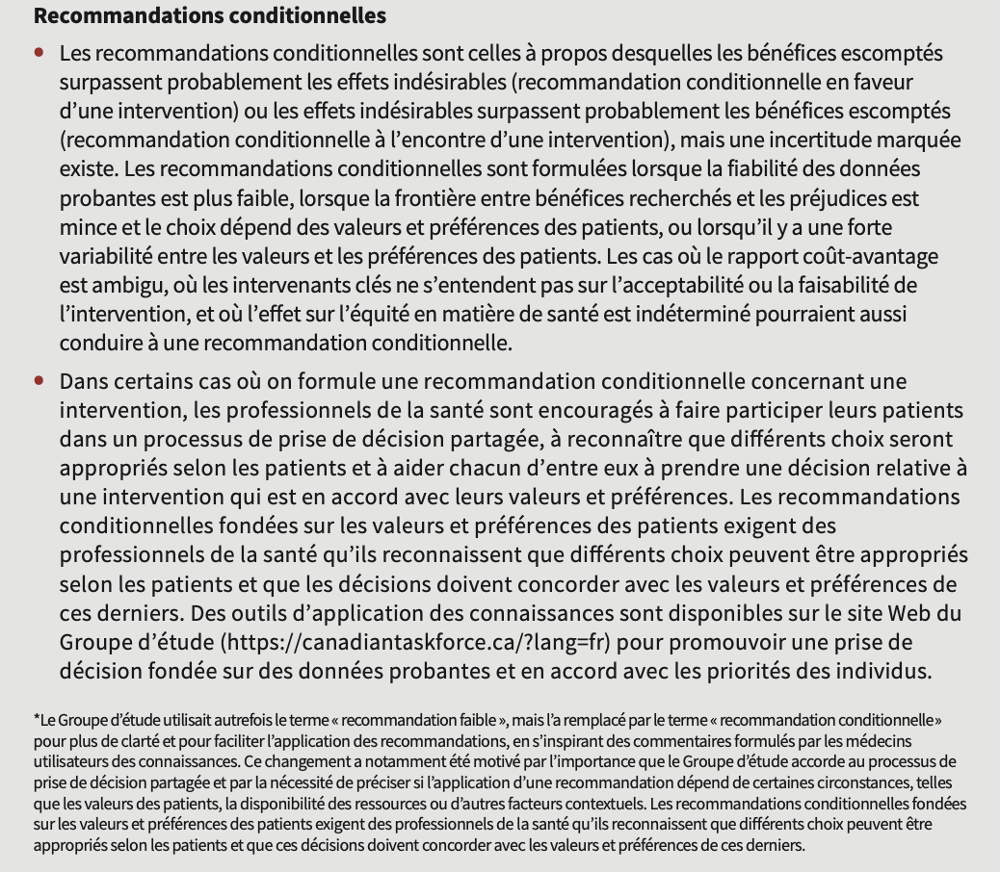 Recommandations conditionnelles
• Les recommandations conditionnelles sont celles à propos desquelles les bénéfices escomptés
surpassent probablement les effets indésirables (recommandation conditionnelle en faveur
d’une intervention) ou les effets indésirables surpassent probablement les bénéfices escomptés
(recommandation conditionnelle à l’encontre d’une intervention), mais une incertitude marquée
existe. Les recommandations conditionnelles sont formulées lorsque la fiabilité des données
probantes est plus faible, lorsque la frontière entre bénéfices recherchés et les préjudices est
mince et le choix dépend des valeurs et préférences des patients, ou lorsqu’il y a une forte
variabilité entre les valeurs et les préférences des patients. Les cas où le rapport coût-avantage
est ambigu, où les intervenants clés ne s’entendent pas sur l’acceptabilité ou la faisabilité de
l’intervention, et où l’effet sur l’équité en matière de santé est indéterminé pourraient aussi
conduire à une recommandation conditionnelle.
• Dans certains cas où on formule une recommandation conditionnelle concernant une
intervention, les professionnels de la santé sont encouragés à faire participer leurs patients
dans un processus de prise de décision partagée, à reconnaître que différents choix seront
appropriés selon les patients et à aider chacun d’entre eux à prendre une décision relative à
une intervention qui est en accord avec leurs valeurs et préférences. Les recommandations
conditionnelles fondées sur les valeurs et préférences des patients exigent des
professionnels de la santé qu’ils reconnaissent que différents choix peuvent être appropriés
selon les patients et que les décisions doivent concorder avec les valeurs et préférences de
ces derniers. Des outils d’application des connaissances sont disponibles sur le site Web du
Groupe d’étude (https://canadiantaskforce.ca/?lang=fr) pour promouvoir une prise de
décision fondée sur des données probantes et en accord avec les priorités des individus.
*Le Groupe d’étude utilisait autrefois le terme « recommandation faible », mais l’a remplacé par le terme « recommandation conditionnelle »
pour plus de clarté et pour faciliter l’application des recommandations, en s’inspirant des commentaires formulés par les médecins
utilisateurs des connaissances. Ce changement a notamment été motivé par l’importance que le Groupe d’étude accorde au processus de
prise de décision partagée et par la nécessité de préciser si l’application d’une recommandation dépend de certaines circonstances, telles
que les valeurs des patients, la disponibilité des ressources ou d’autres facteurs contextuels. Les recommandations conditionnelles fondées
sur les valeurs et préférences des patients exigent des professionnels de la santé qu’ils reconnaissent que différents choix peuvent être
appropriés selon les patients et que ces décisions doivent concorder avec les valeurs et préférences de ces derniers.